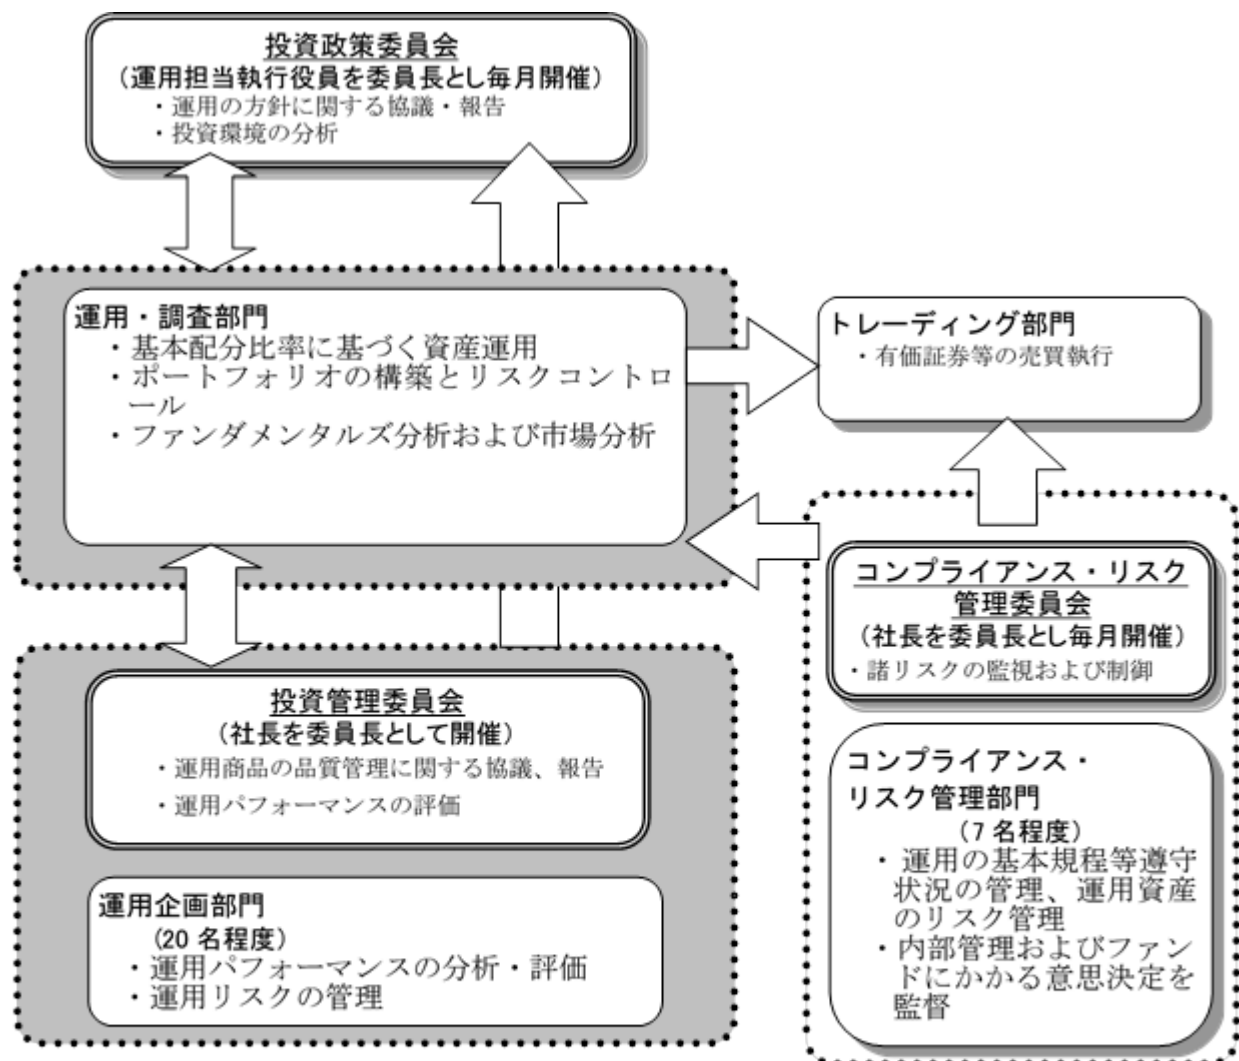 投資政策委員会
（運用担当執行役員を委員長とし毎月開催）
・運用の方針に関する協議・報告
・投資環境の分析
運用・調査部門
・基本配分比率に基づく資産運用
・ポートフォリオの構築とリスクコントロ
ール
・ファンダメンタルズ分析および市場分析
トレーディング部門
・有価証券等の売買執行
投資管理委員会
（社長を委員長として開催）
・運用商品の品質管理に関する協議、報告
・運用パフォーマンスの評価
運用企画部門
（20 名程度）
・運用パフォーマンスの分析・評価
・運用リスクの管理
コンプライアンス・リスク
管理委員会
（社長を委員長とし毎月開催）
・諸リスクの監視および制御
コンプライアンス・
リスク管理部門
（7 名程度）
・運用の基本規程等遵守
状況の管理、運用資産
のリスク管理
・内部管理およびファン
ドにかかる意思決定を
監督